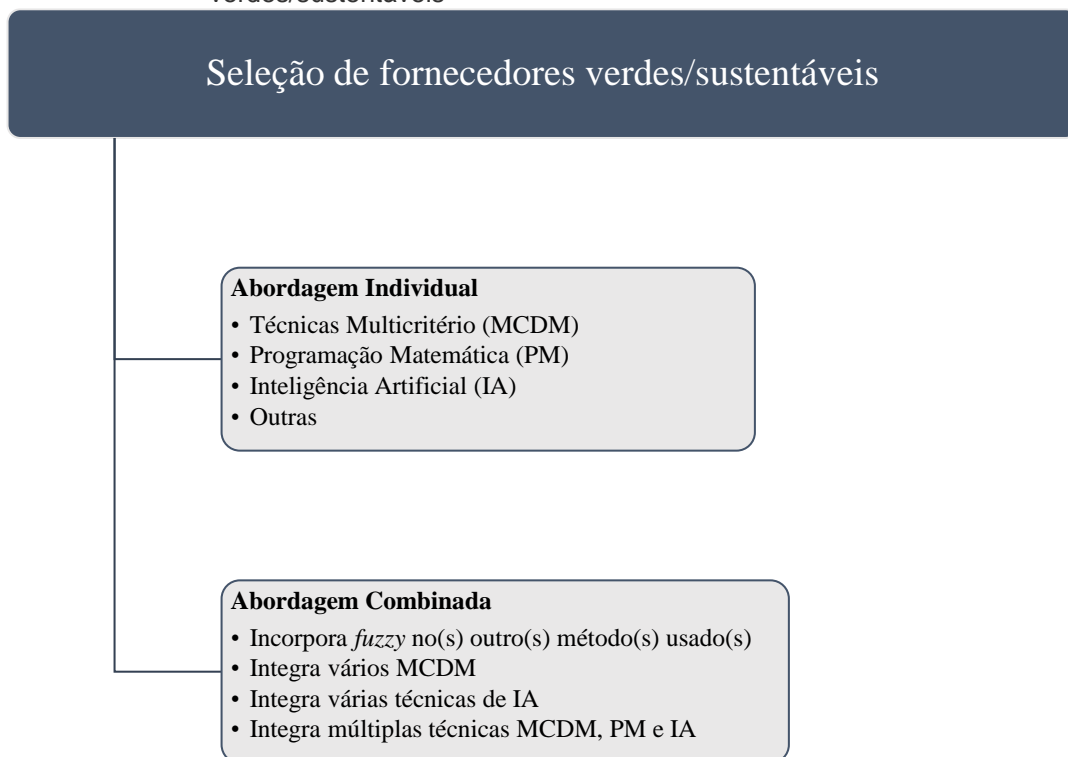 verdes/sustentáveis
Seleção de fornecedores verdes/sustentáveis
Abordagem Individual
• Técnicas Multicritério (MCDM)
• Programação Matemática (PM)
• Inteligência Artificial (IA)
• Outras
Abordagem Combinada
• Incorpora fuzzy no(s) outro(s) método(s) usado(s)
• Integra vários MCDM
• Integra várias técnicas de IA
• Integra múltiplas técnicas MCDM, PM e IA